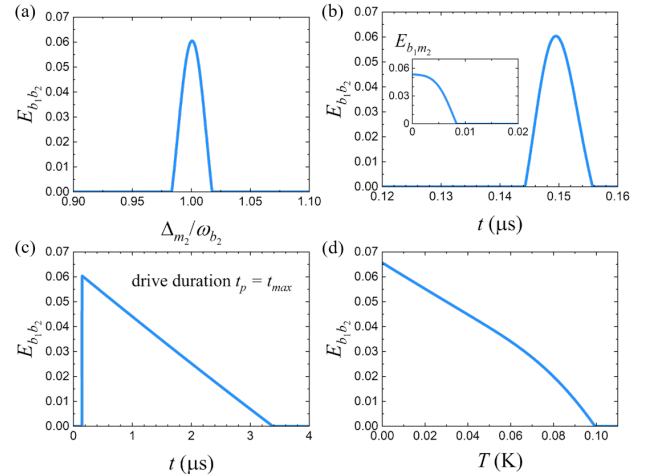 (a)
0.07
0.06
0.05
0.04
0.03
0.02
0.01
0.00
E_{b_1b_2}
0.90 0.95 1.00 1.05 1.10
Δ_{m_2}/ω_{b_2}
(b)
0.07
0.06
0.05
0.04
0.03
0.02
0.01
0.00
E_{b_1b_2}
E_{b_1m_2}
0.06
0.03
0
0 0.01 0.02
0.12 0.13 0.14 0.15 0.16
t (μs)
(c)
0.07
0.06
0.05
0.04
0.03
0.02
0.01
0.00
E_{b_1b_2}
drive duration t_p = t_{max}
0 1 2 3 4
t (μs)
(d)
0.07
0.06
0.05
0.04
0.03
0.02
0.01
0.00
E_{b_1b_2}
0.00 0.02 0.04 0.06 0.08 0.10
T (K)